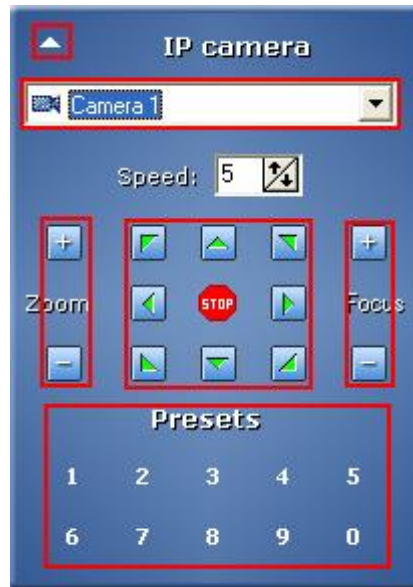 IP camera
Camera 1
Speed: 5
+ +
Zoom STOP Focus
- -
Presets
1 2 3 4 5
6 7 8 9 0